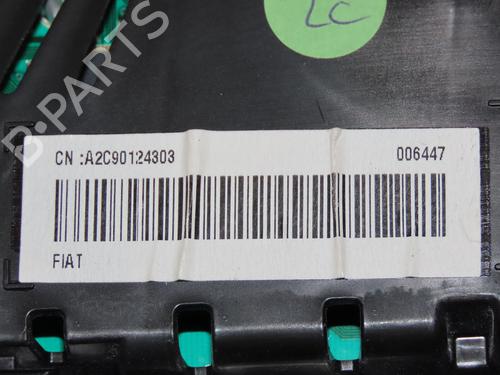 LC
CN :A2C90124303
006447
FIAT
B-PARTS